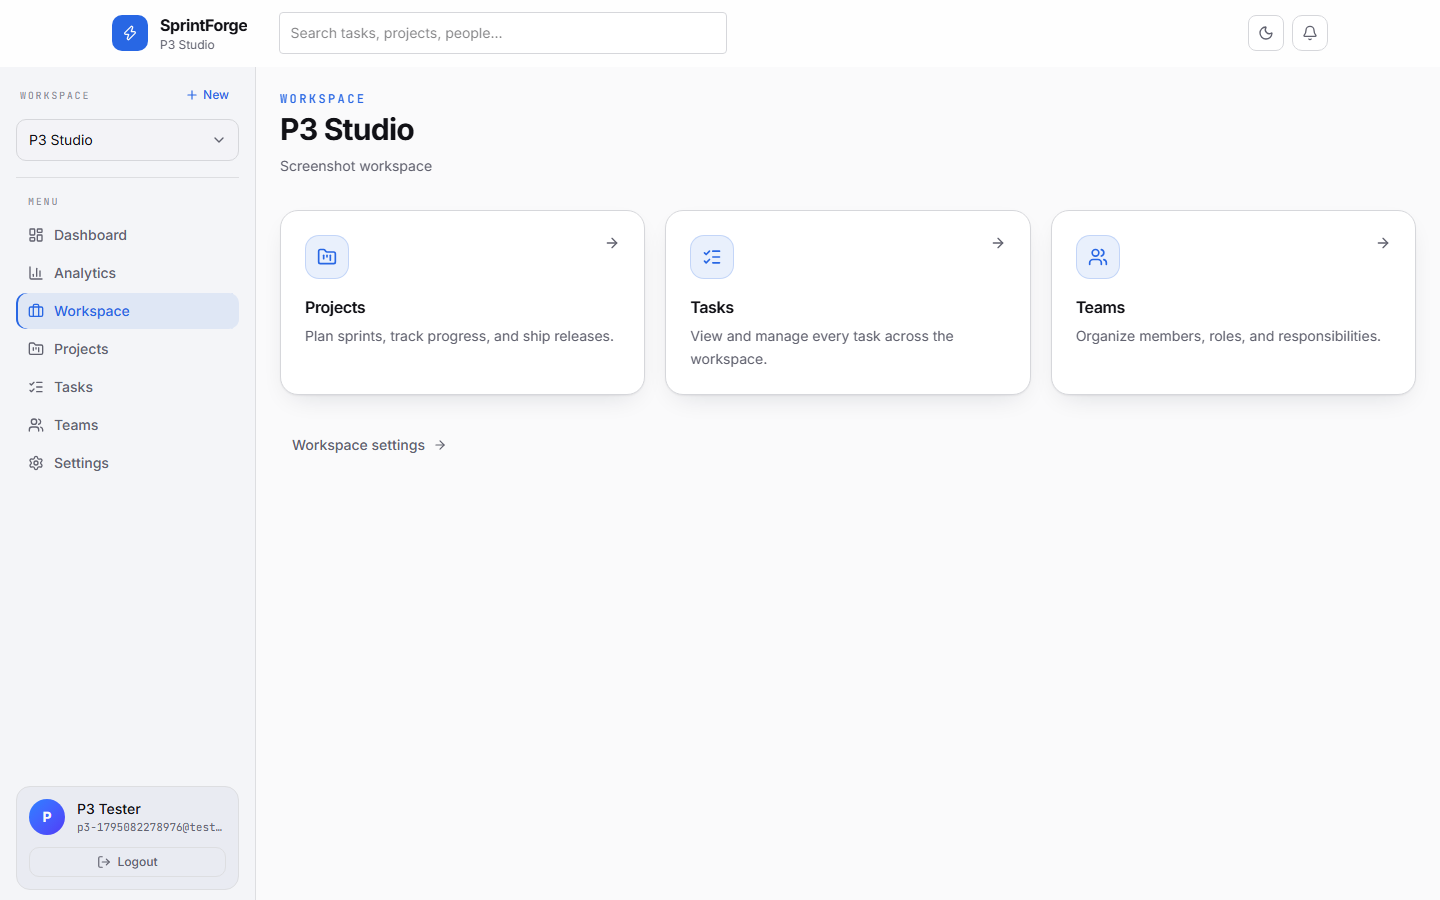 SprintForge
P3 Studio
Search tasks, projects, people...
WORKSPACE
New
P3 Studio
MENU
Dashboard
Analytics
Workspace
Projects
Tasks
Teams
Settings
P3 Tester
p3-1795082278976@test…
Logout
WORKSPACE
P3 Studio
Screenshot workspace
Projects
Plan sprints, track progress, and ship releases.
Tasks
View and manage every task across the
workspace.
Teams
Organize members, roles, and responsibilities.
Workspace settings
P